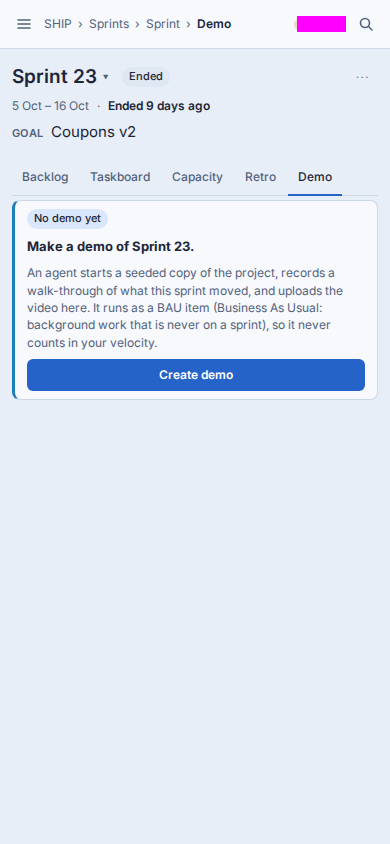 SHIP › Sprints › Sprint › Demo
Sprint 23 ▾ Ended ...
5 Oct – 16 Oct · Ended 9 days ago
GOAL Coupons v2
Backlog Taskboard Capacity Retro Demo
No demo yet
Make a demo of Sprint 23.
An agent starts a seeded copy of the project, records a
walk-through of what this sprint moved, and uploads the
video here. It runs as a BAU item (Business As Usual:
background work that is never on a sprint), so it never
counts in your velocity.
Create demo